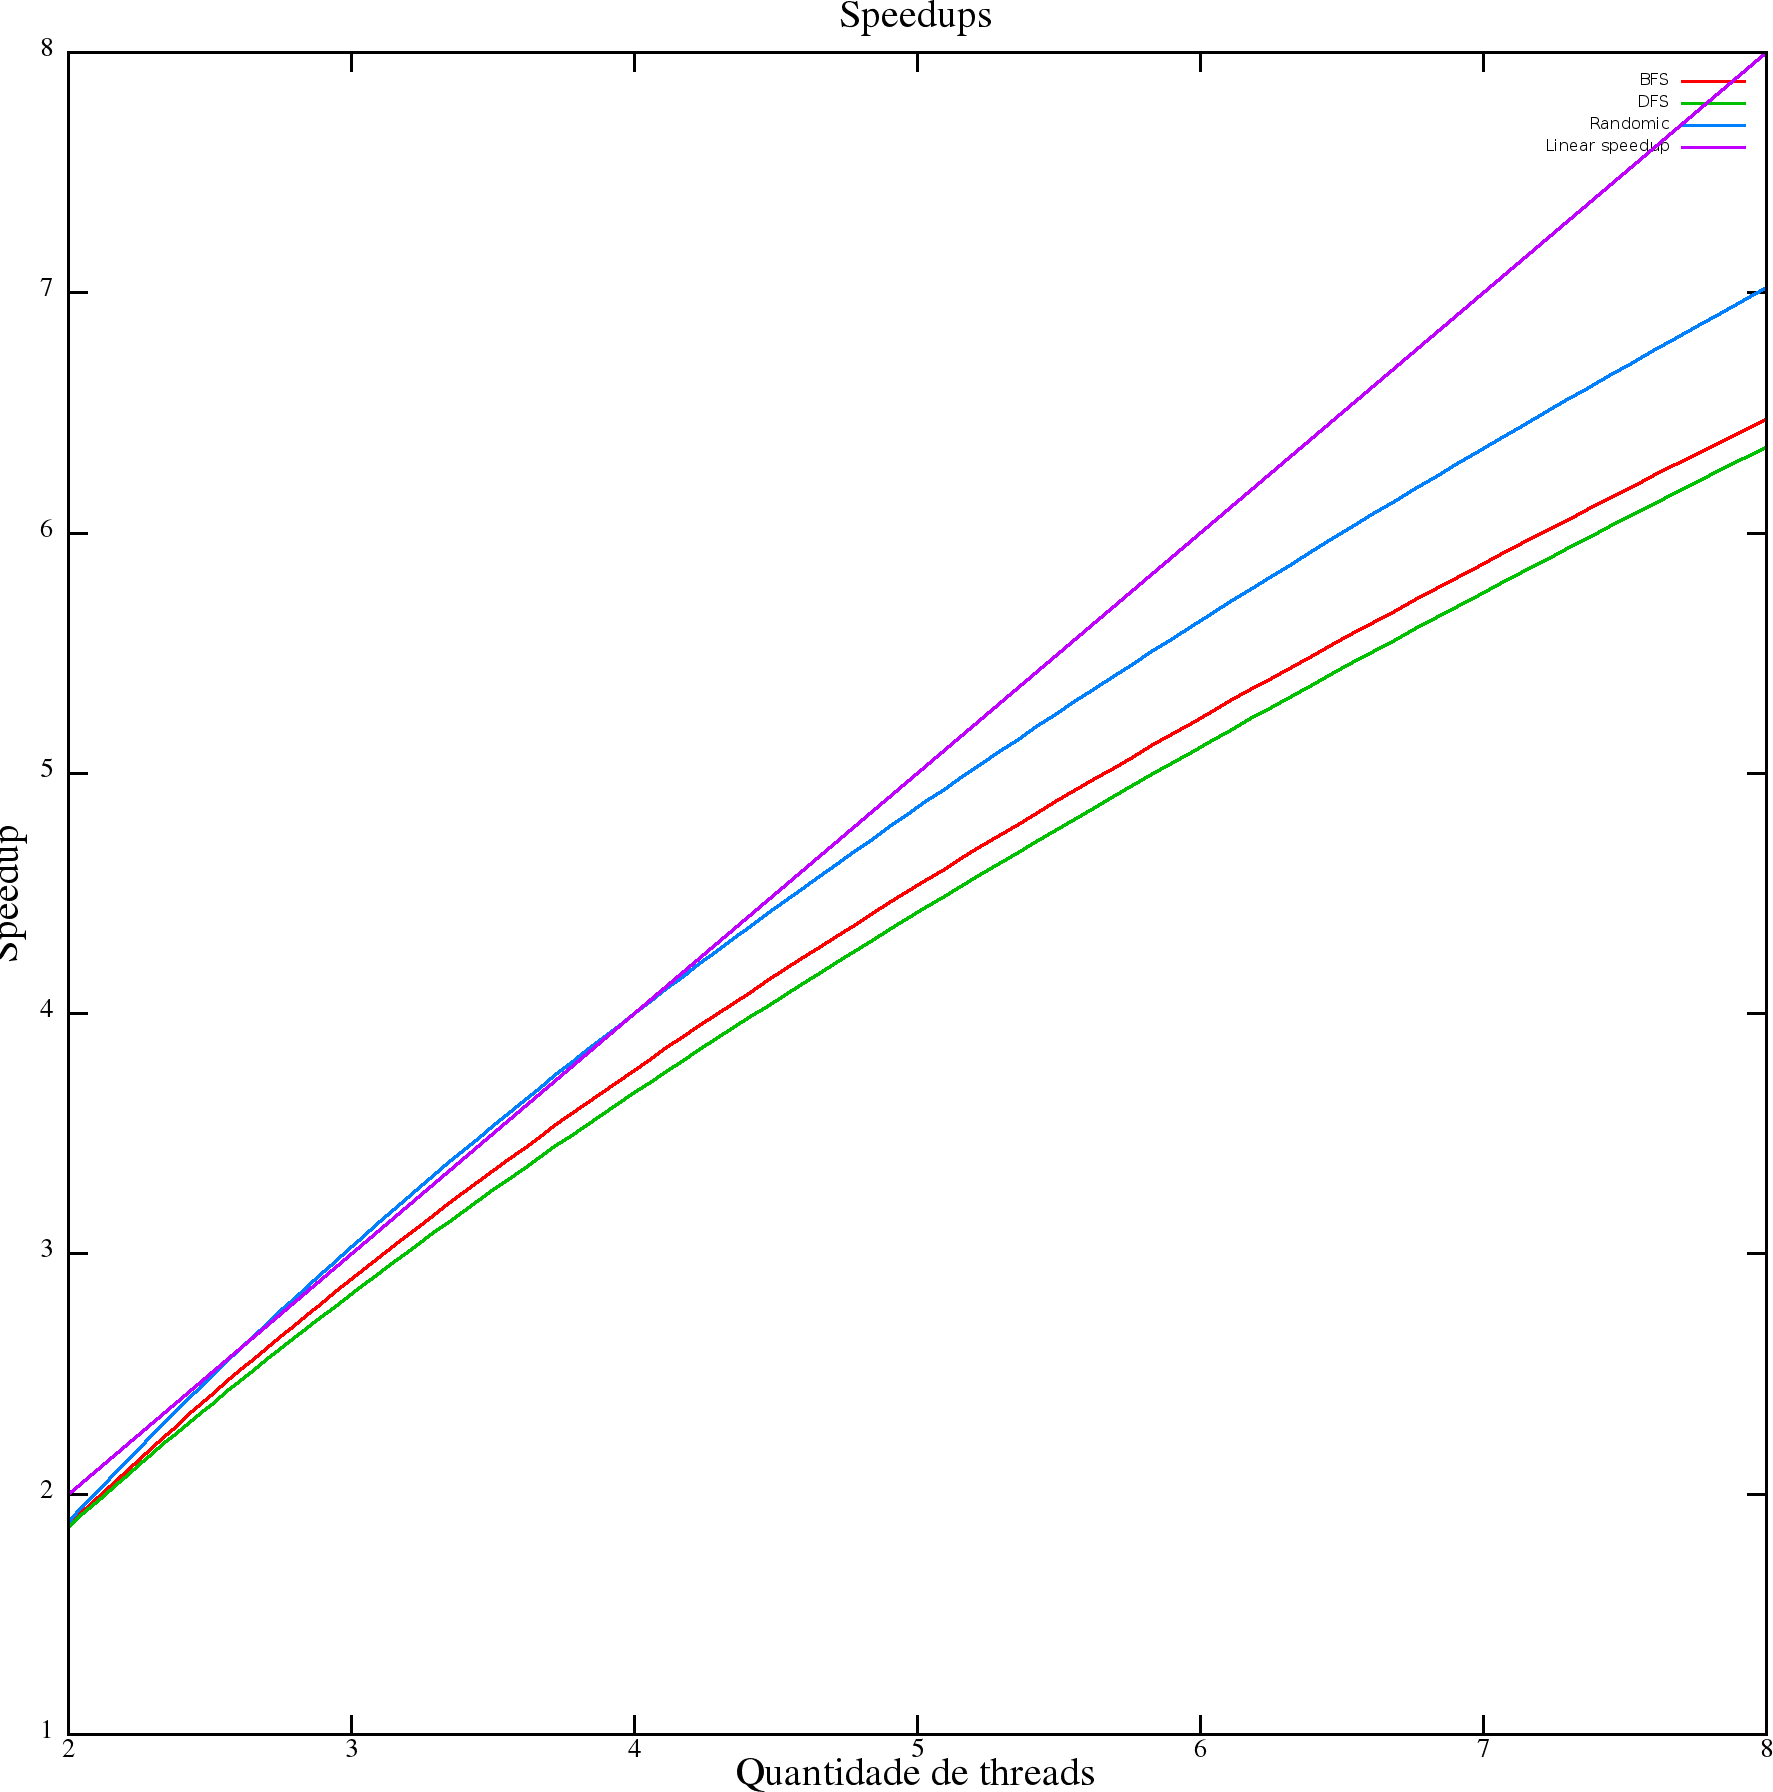 Speedups
8
7
6
5
4
3
2
1
Speedup
BFS
DFS
Randomic
Linear speedup
2 3 4 5 6 7 8
Quantidade de threads